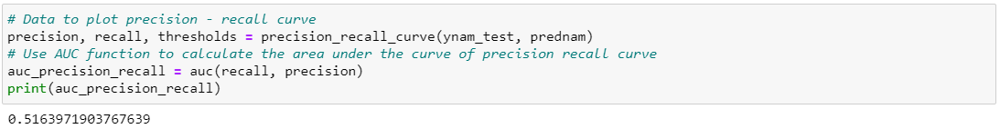 # Data to plot precision - recall curve
precision, recall, thresholds = precision_recall_curve(ynam_test, prednam)
# Use AUC function to calculate the area under the curve of precision recall curve
auc_precision_recall = auc(recall, precision)
print(auc_precision_recall)
0.5163971903767639